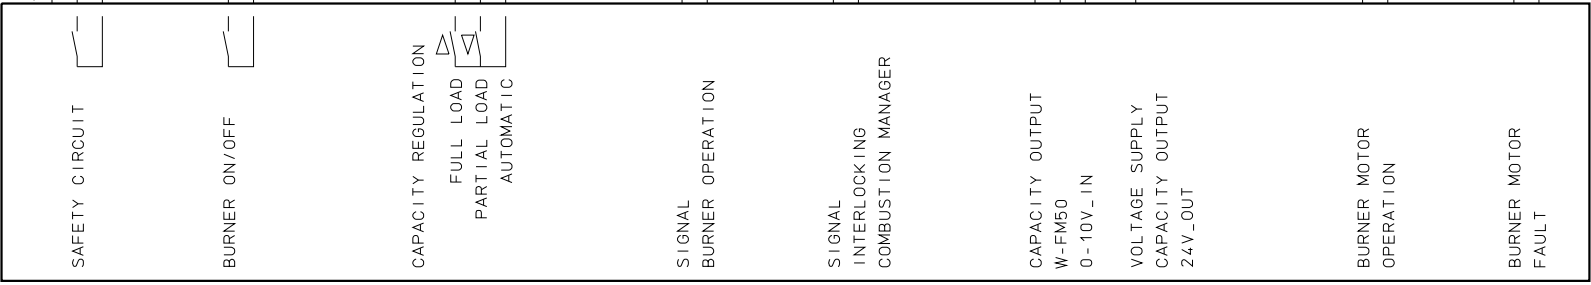 SAFETY CIRCUIT
BURNER ON/OFF
CAPACITY REGULATION
FULL LOAD
PARTIAL LOAD
AUTOMATIC
SIGNAL
BURNER OPERATION
SIGNAL
INTERLOCKING
COMBUSTION MANAGER
CAPACITY OUTPUT
W-FM50
0-10V_IN
VOLTAGE SUPPLY
CAPACITY OUTPUT
24V_OUT
BURNER MOTOR
OPERATION
BURNER MOTOR
FAULT